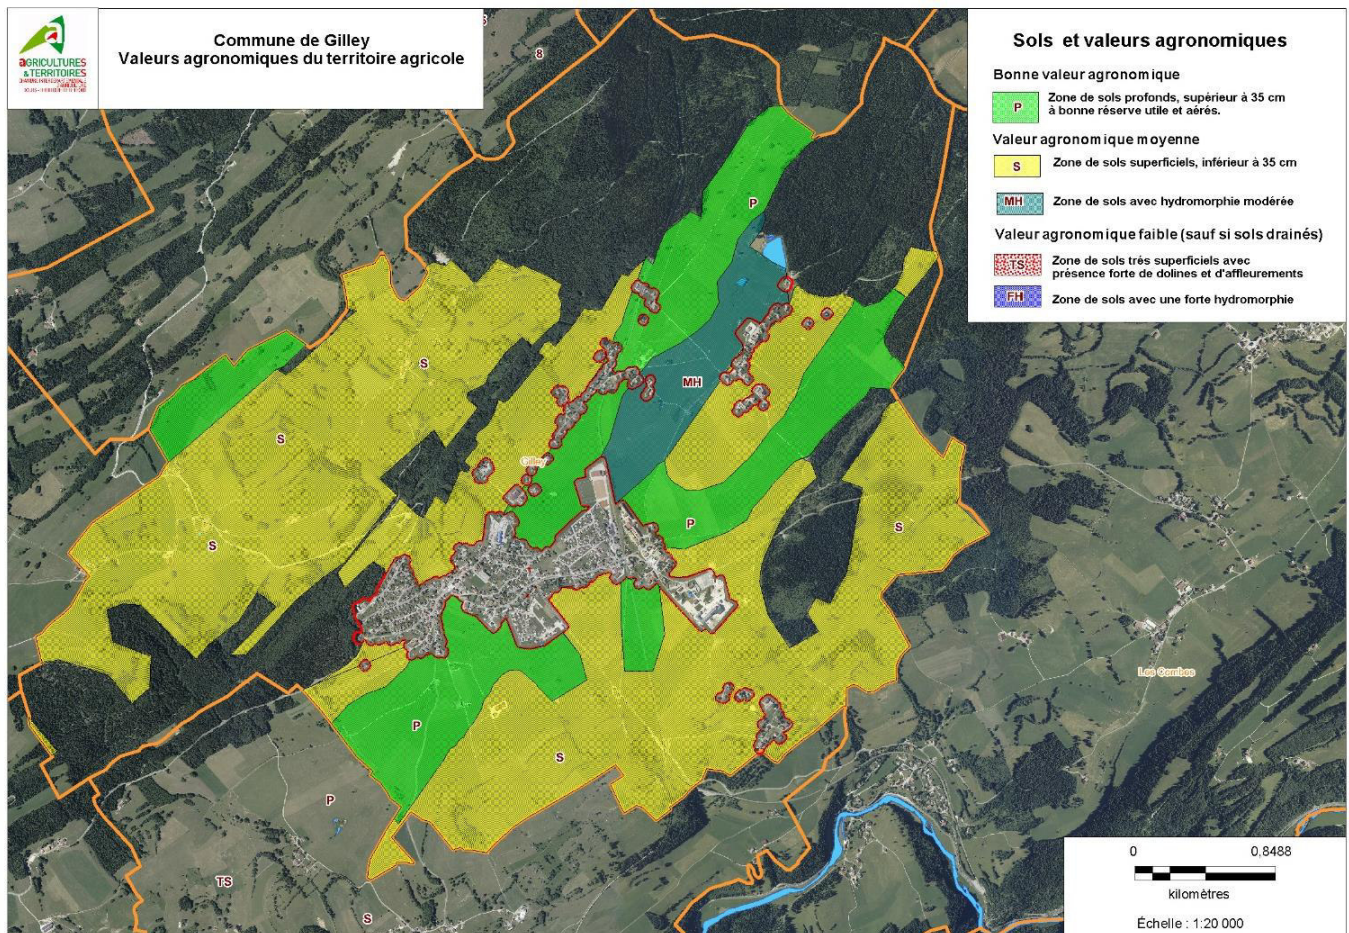 AGRICULTURES
& TERRITOIRES
Commune de Gilley
Valeurs agronomiques du territoire agricole
8
Sols et valeurs agronomiques
Bonne valeur agronomique
P
Zone de sols profonds, supérieur à 35 cm
à bonne réserve utile et aérés.
Valeur agronomique moyenne
S
Zone de sols superficiels, inférieur à 35 cm
MH
Zone de sols avec hydromorphie modérée
Valeur agronomique faible (sauf si sols drainés)
TS
Zone de sols très superficiels avec
présence forte de dolines et d'affleurements
FH
Zone de sols avec une forte hydromorphie
P
S
MH
S
Gilley
P
S
S
Les Combes
P
S
P
TS
S
0
0,8488
kilomètres
Échelle : 1:20 000